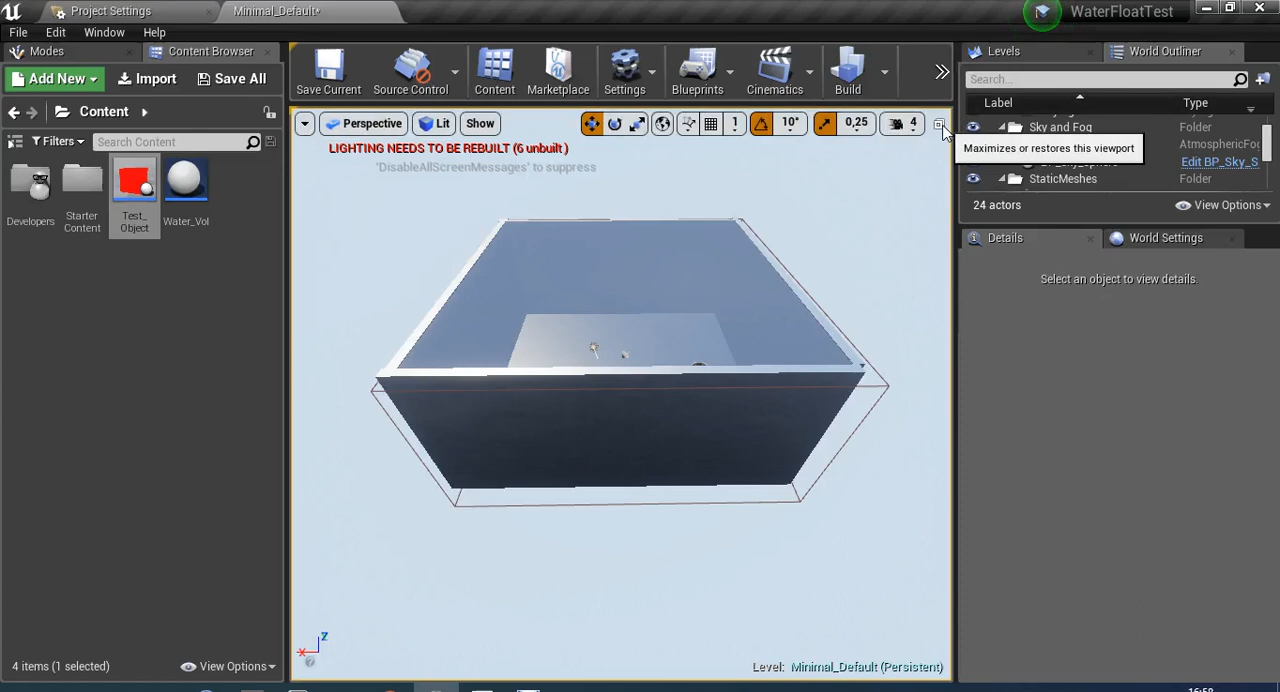 Project Settings
Minimal_Default*
WaterFloatTest
File Edit Window Help
Modes
Content Browser
Levels
World Outliner
Add New
Import
Save All
Save Current
Source Control
Content
Marketplace
Settings
Blueprints
Cinematics
Build
Search...
Label
Type
Content
Filters
Search Content
Perspective
Lit
Show
1
10°
0,25
4
Sky and Fog
Folder
Maximizes or restores this viewport
AtmosphericFog
Edit BP_Sky_S
StaticMeshes
Folder
24 actors
View Options
LIGHTING NEEDS TO BE REBUILT (6 unbuilt )
'DisableAllScreenMessages' to suppress
Developers
Starter Content
Test_ Object
Water_Vol
Details
World Settings
Select an object to view details.
Z
X
4 items (1 selected)
View Options
Level: Minimal_Default (Persistent)
16:58